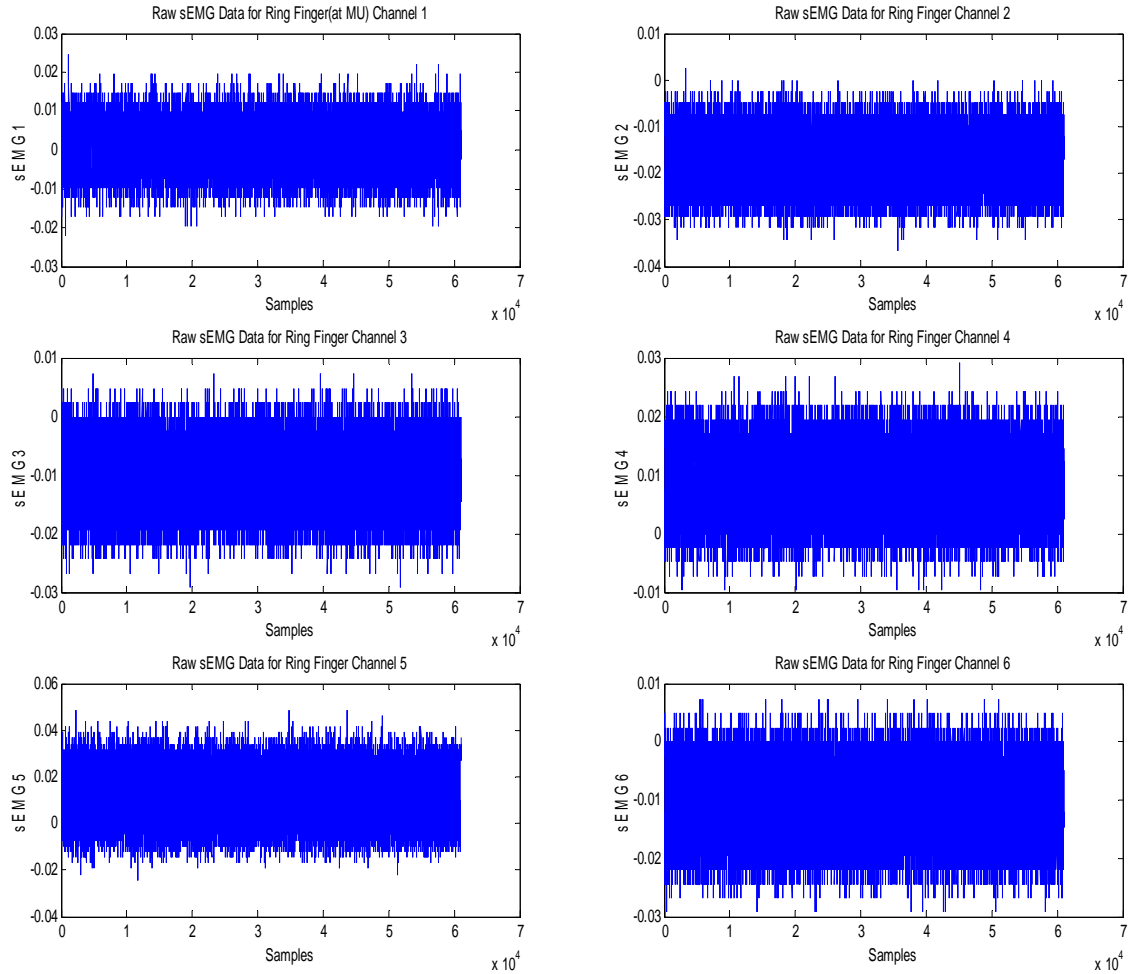 Raw sEMG Data for Ring Finger(at MU) Channel 1
0.03
0.02
0.01
0
-0.01
-0.02
-0.03
s E M G 1
0 1 2 3 4 5 6 7
Samples
x 10^4
Raw sEMG Data for Ring Finger Channel 2
0.01
0
-0.01
-0.02
-0.03
-0.04
s E M G 2
0 1 2 3 4 5 6 7
Samples
x 10^4
Raw sEMG Data for Ring Finger Channel 3
0.01
0
-0.01
-0.02
-0.03
s E M G 3
0 1 2 3 4 5 6 7
Samples
x 10^4
Raw sEMG Data for Ring Finger Channel 4
0.03
0.02
0.01
0
-0.01
s E M G 4
0 1 2 3 4 5 6 7
Samples
x 10^4
Raw sEMG Data for Ring Finger Channel 5
0.06
0.04
0.02
0
-0.02
-0.04
s E M G 5
0 1 2 3 4 5 6 7
Samples
x 10^4
Raw sEMG Data for Ring Finger Channel 6
0.01
0
-0.01
-0.02
-0.03
s E M G 6
0 1 2 3 4 5 6 7
Samples
x 10^4